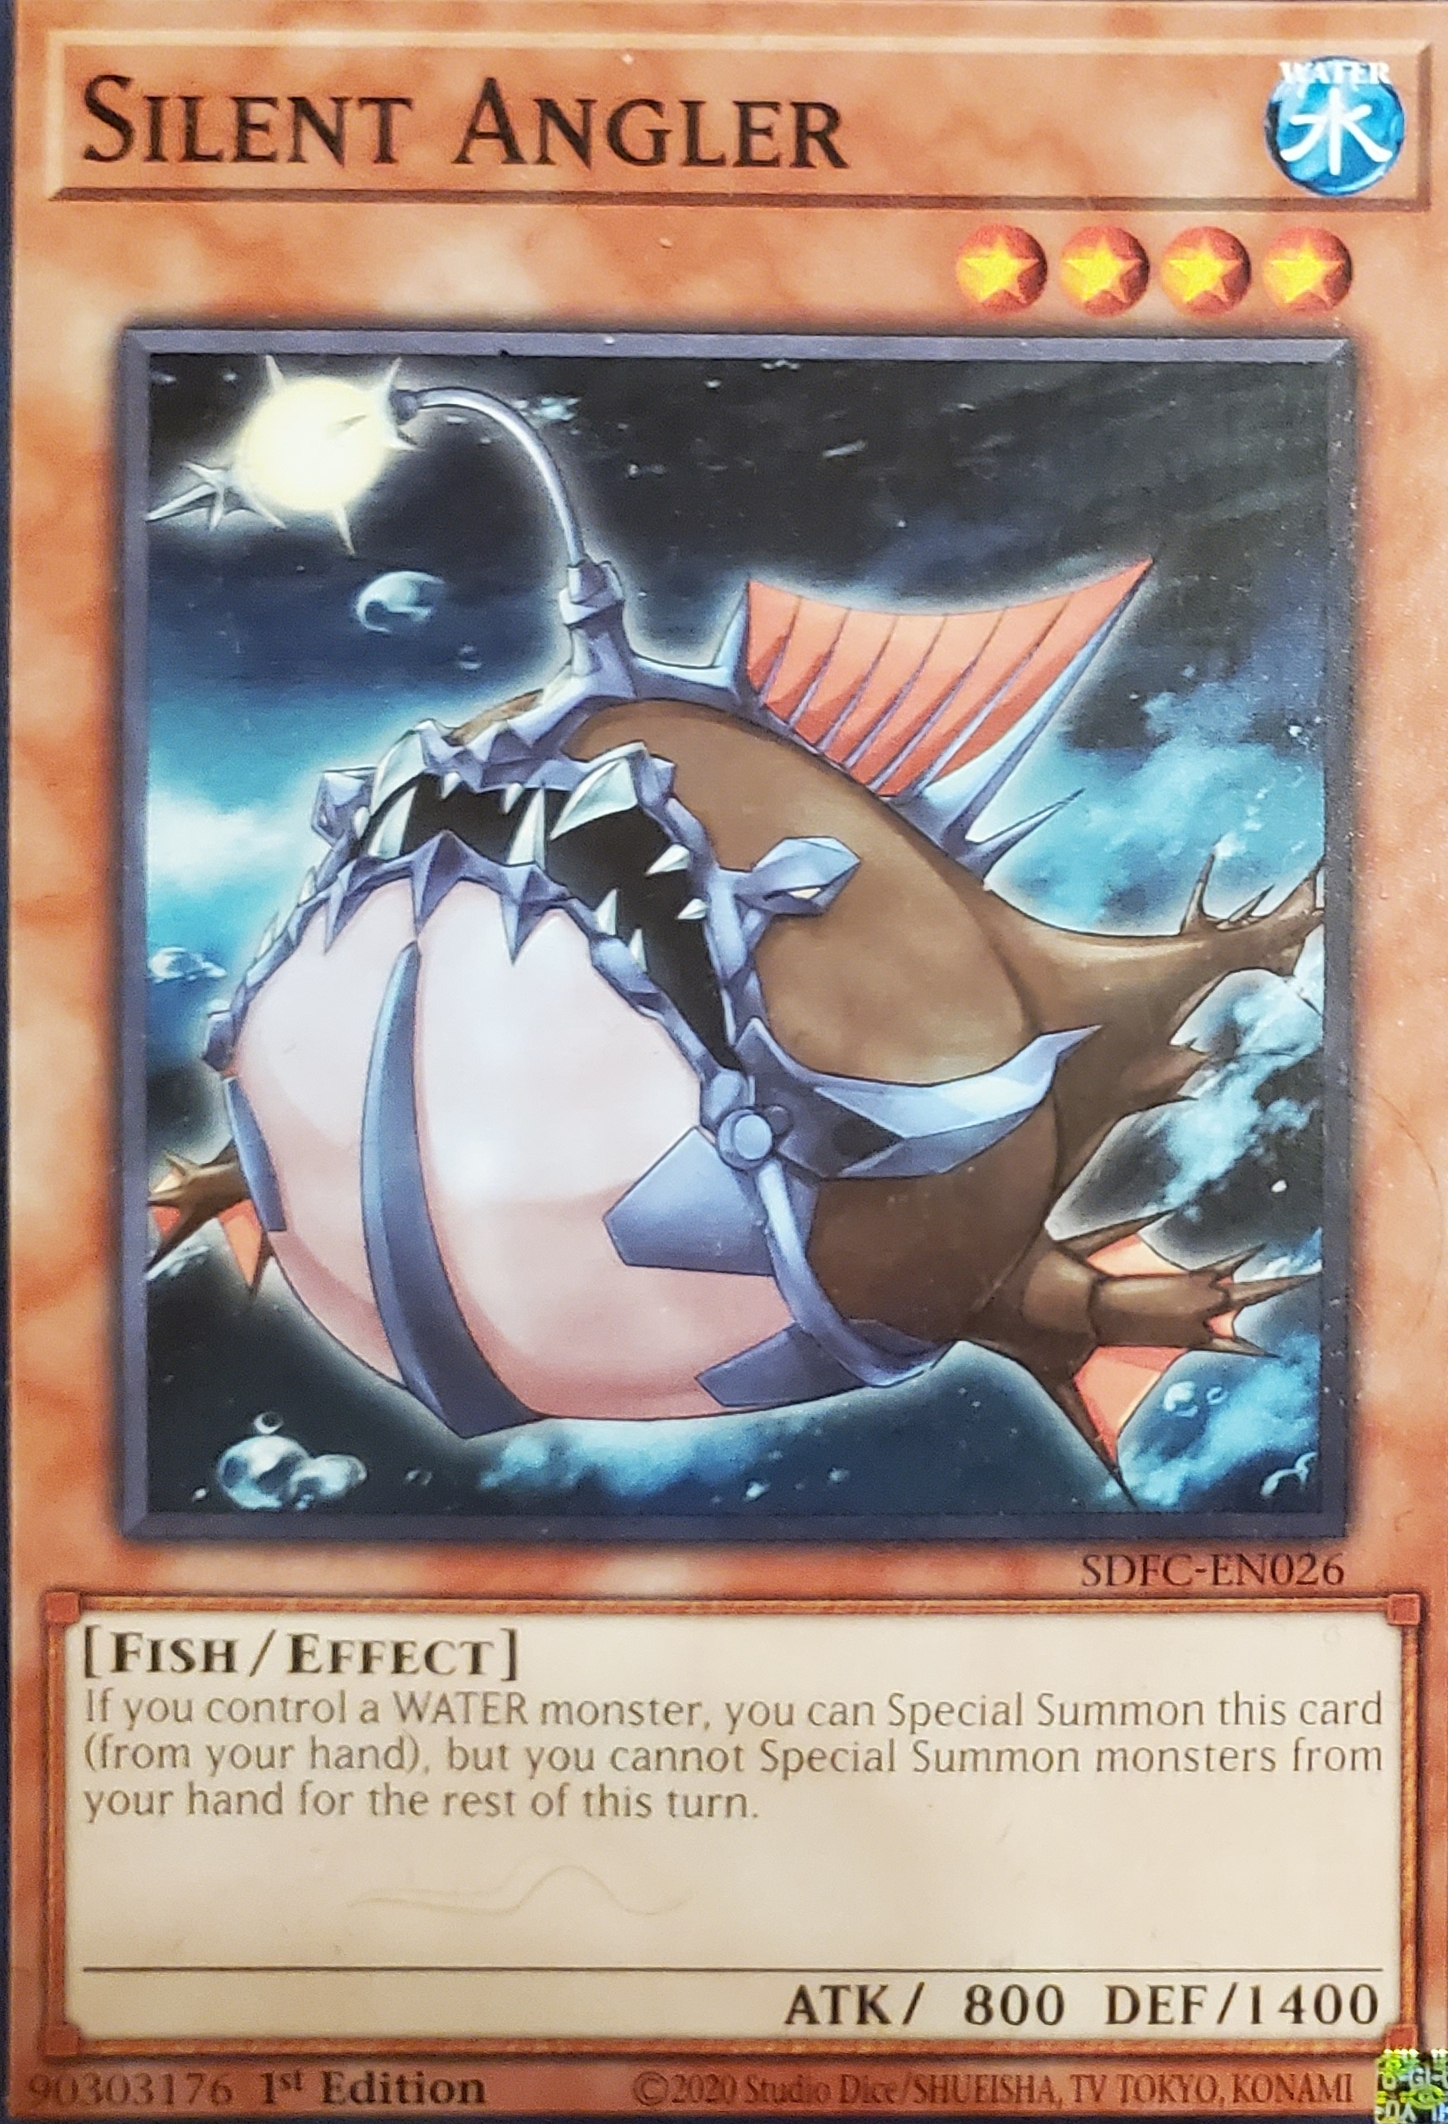 SILENT ANGLER
WATER
水
SDFC-EN026
[FISH/EFFECT]
If you control a WATER monster, you can Special Summon this card
(from your hand), but you cannot Special Summon monsters from
your hand for the rest of this turn.
ATK/ 800 DEF/1400
90303176 1st Edition ©2020 Studio Dice/SHUEISHA, TV TOKYO, KONAMI